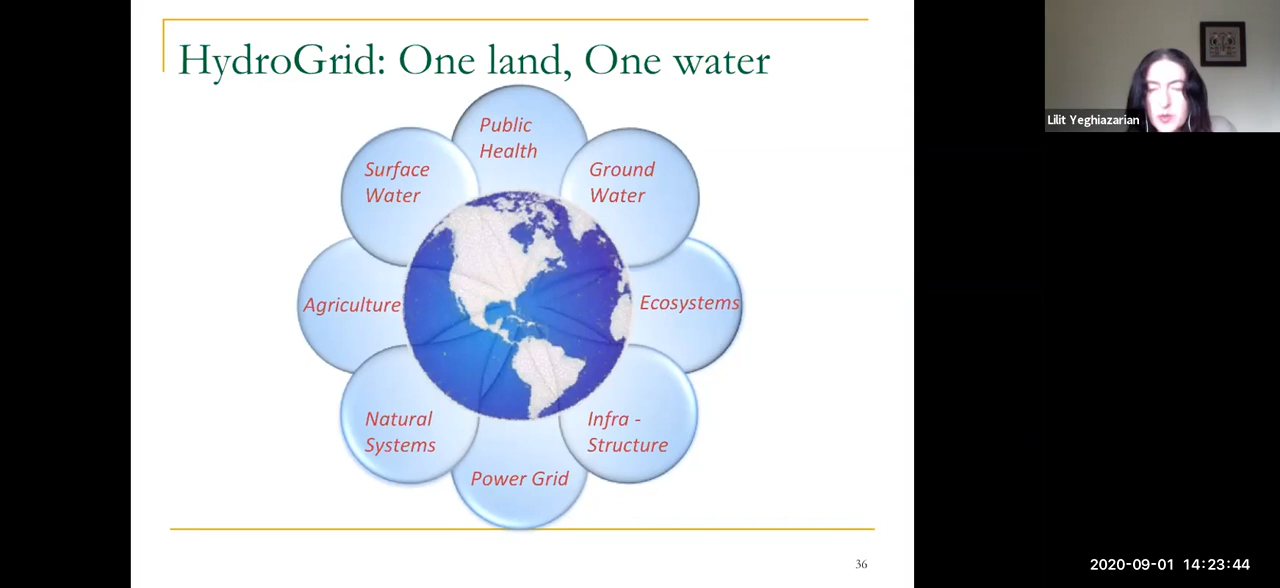 HydroGrid: One land, One water
Public
Health
Surface
Water
Ground
Water
Agriculture
Ecosystems
Natural
Systems
Infra -
Structure
Power Grid
36
Lilit Yeghiazarian
2020-09-01 14:23:44